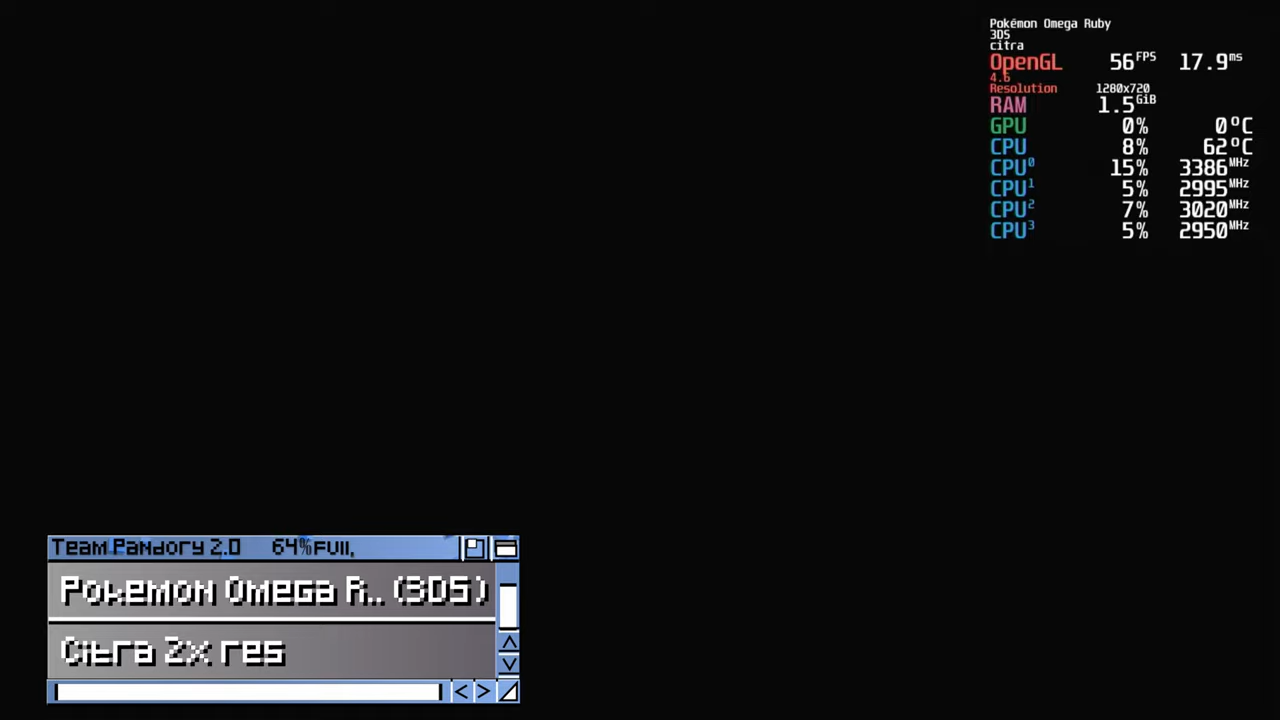 Pokémon Omega Ruby
3DS
citra
OpenGL 56 FPS 17.9 ms
4.6
Resolution 1280x720
RAM 1.5 GiB
GPU 0% 0°C
CPU 8% 62°C
CPU0 15% 3386 MHz
CPU1 5% 2995 MHz
CPU2 7% 3020 MHz
CPU3 5% 2950 MHz
Team Pandory 2.0 64% Full,
Pokemon Omega R.. (3DS)
Citra 2x res